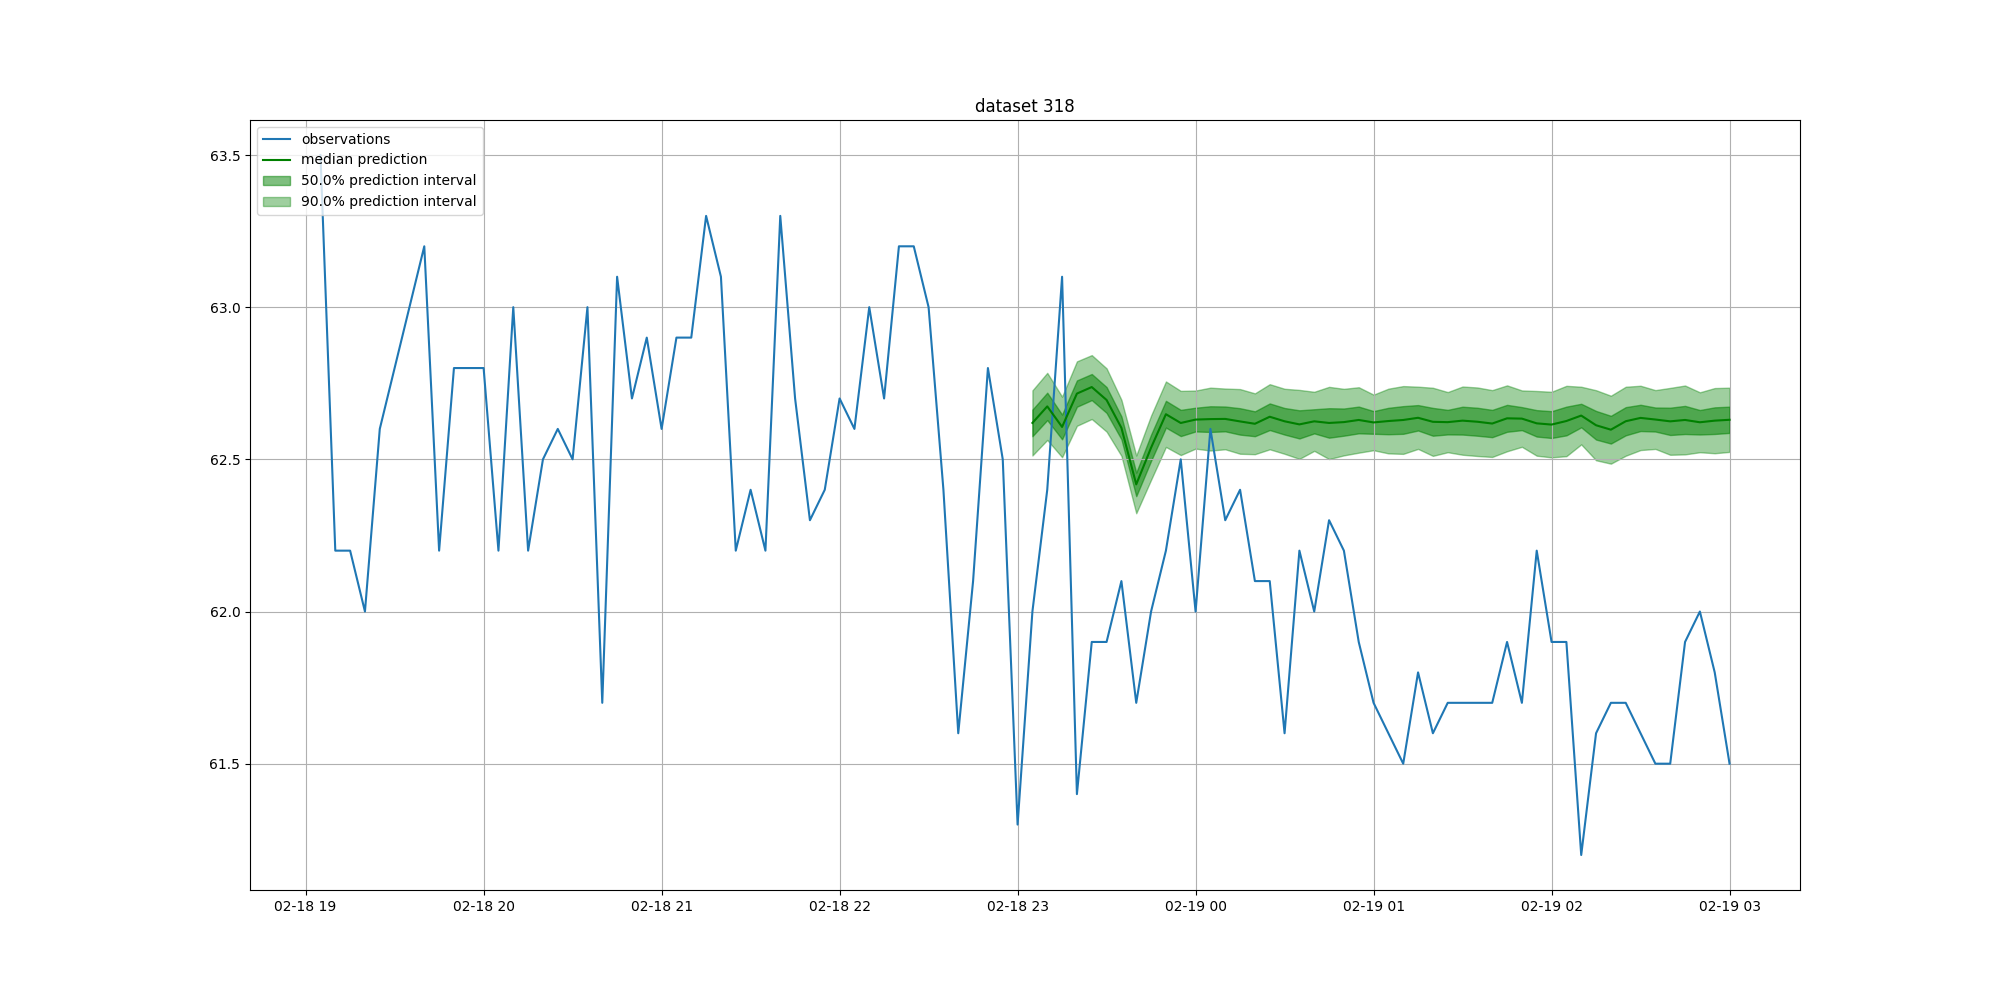 dataset 318
observations
median prediction
50.0% prediction interval
90.0% prediction interval
63.5
63.0
62.5
62.0
61.5
02-18 19
02-18 20
02-18 21
02-18 22
02-18 23
02-19 00
02-19 01
02-19 02
02-19 03